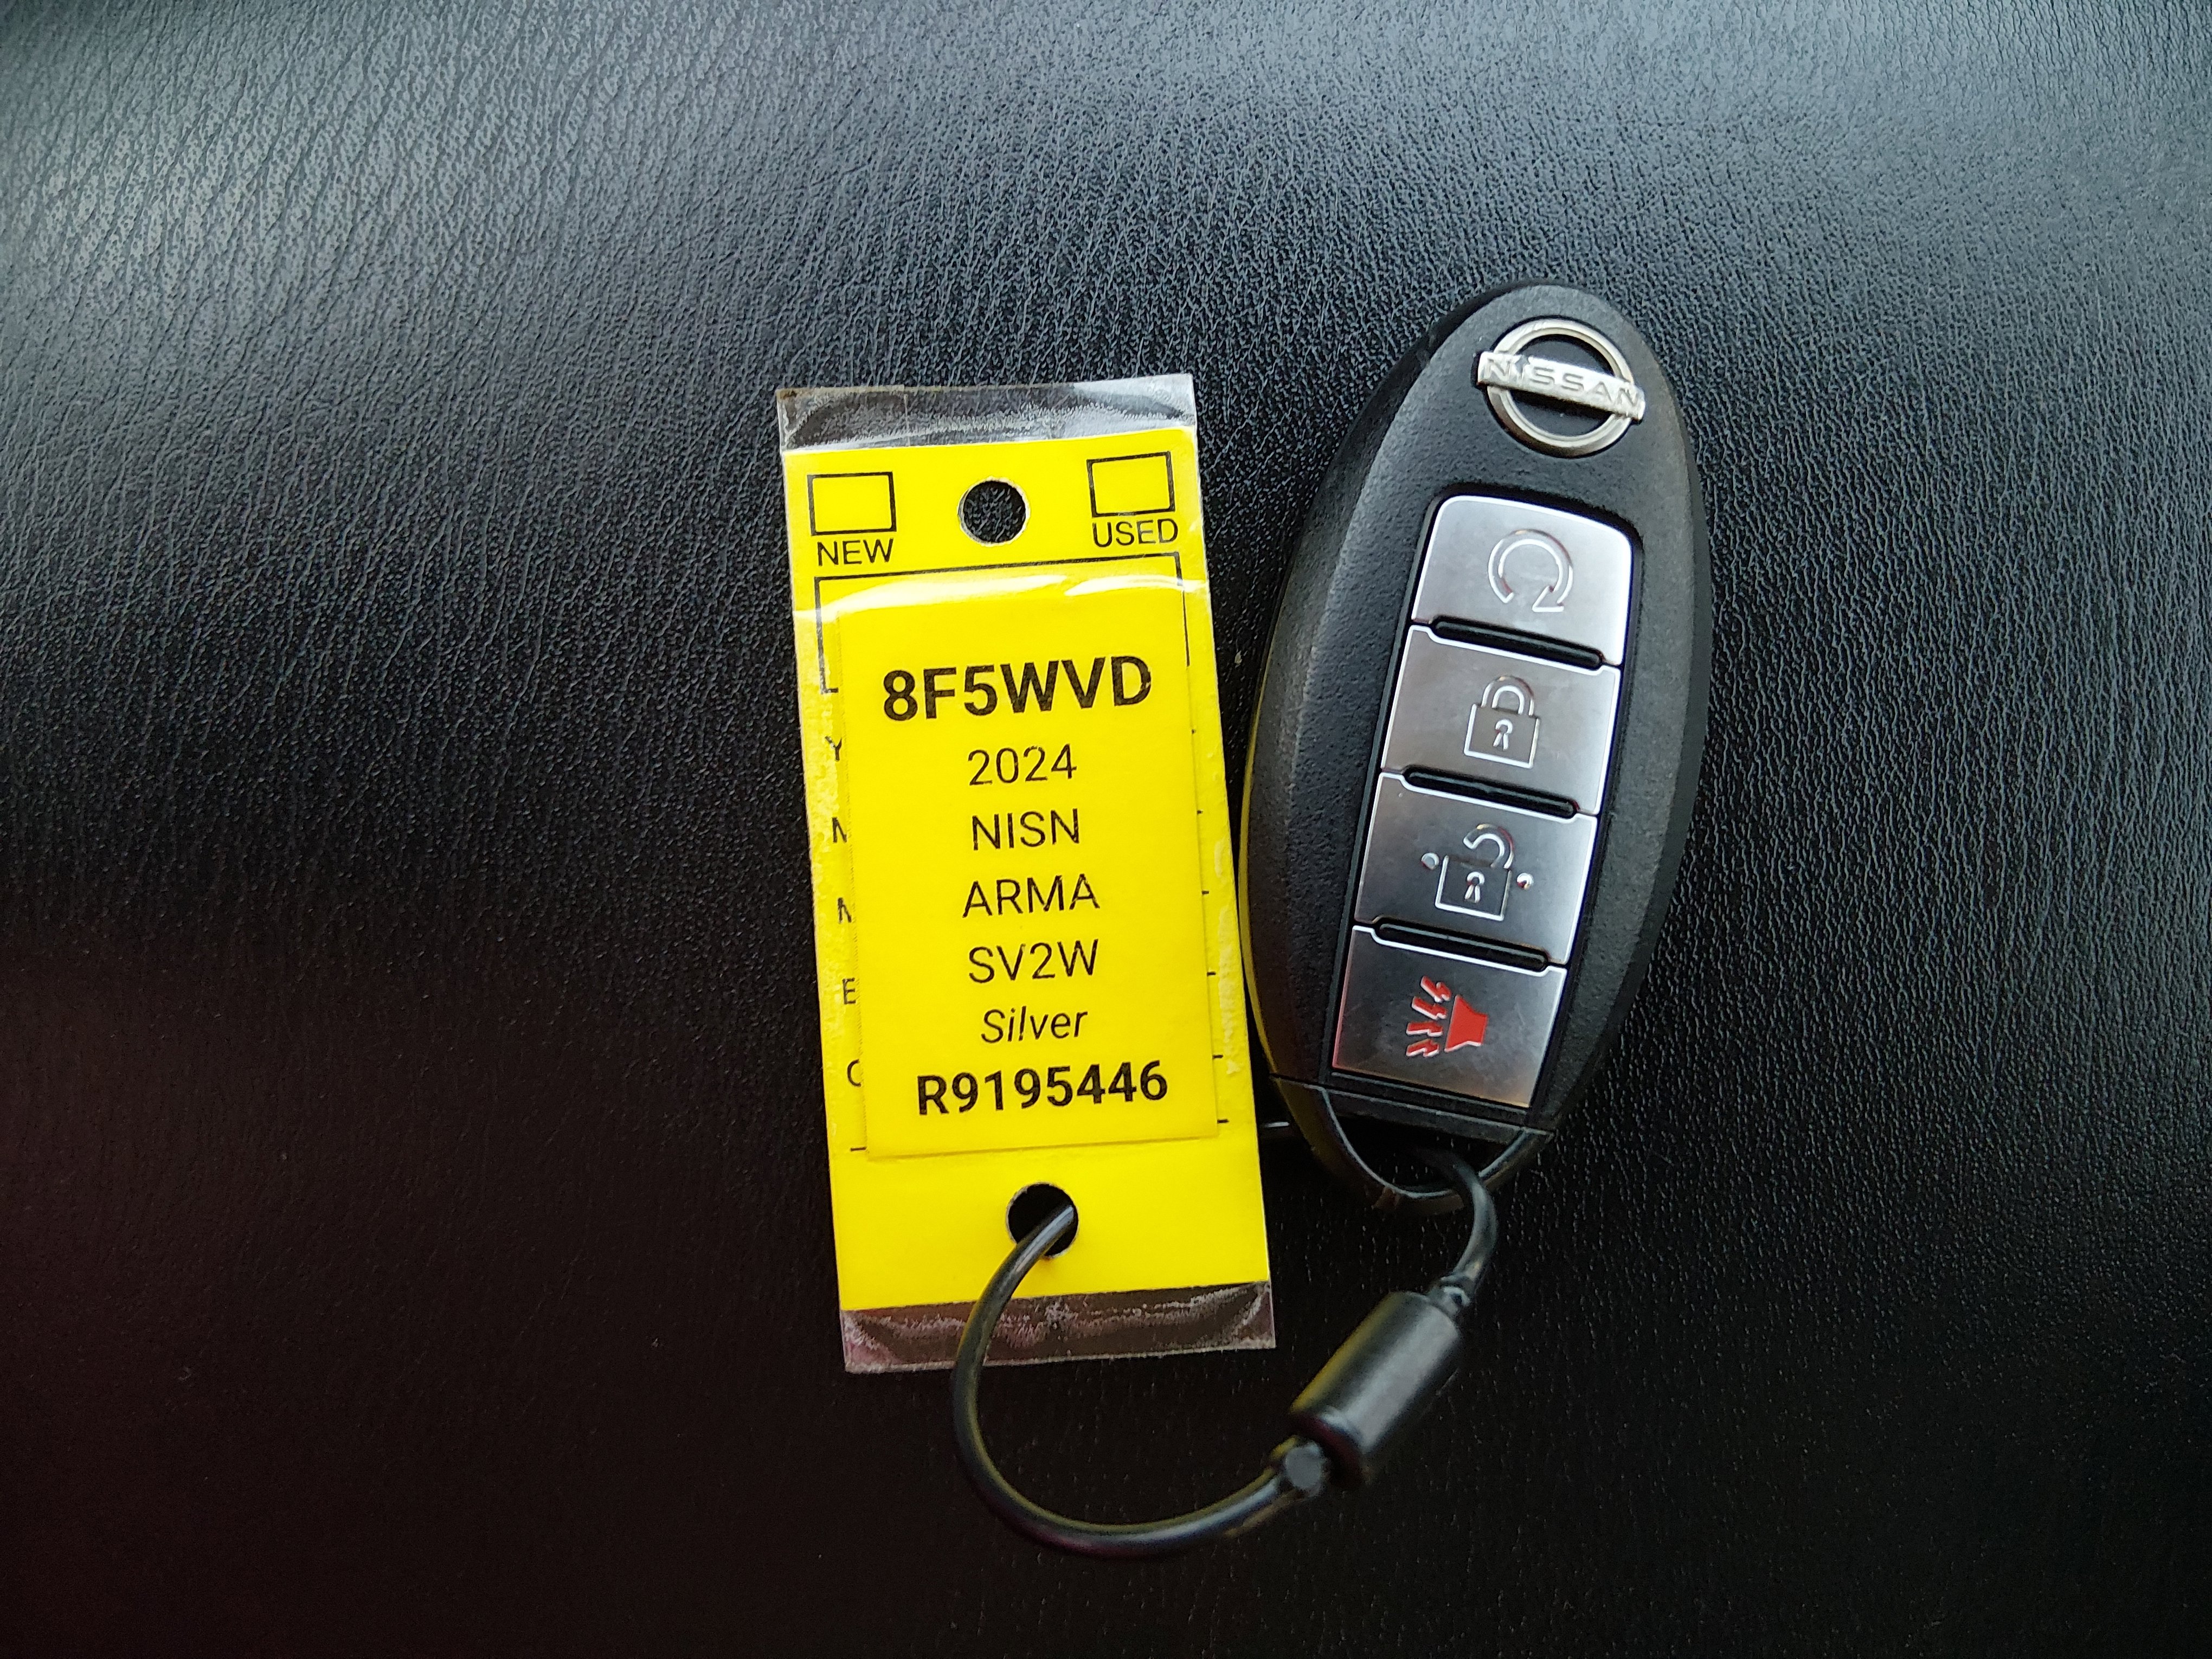 NEW
USED
8F5WVD
2024
NISN
ARMA
SV2W
Silver
R9195446
Y
M
M
E
C
NISSAN